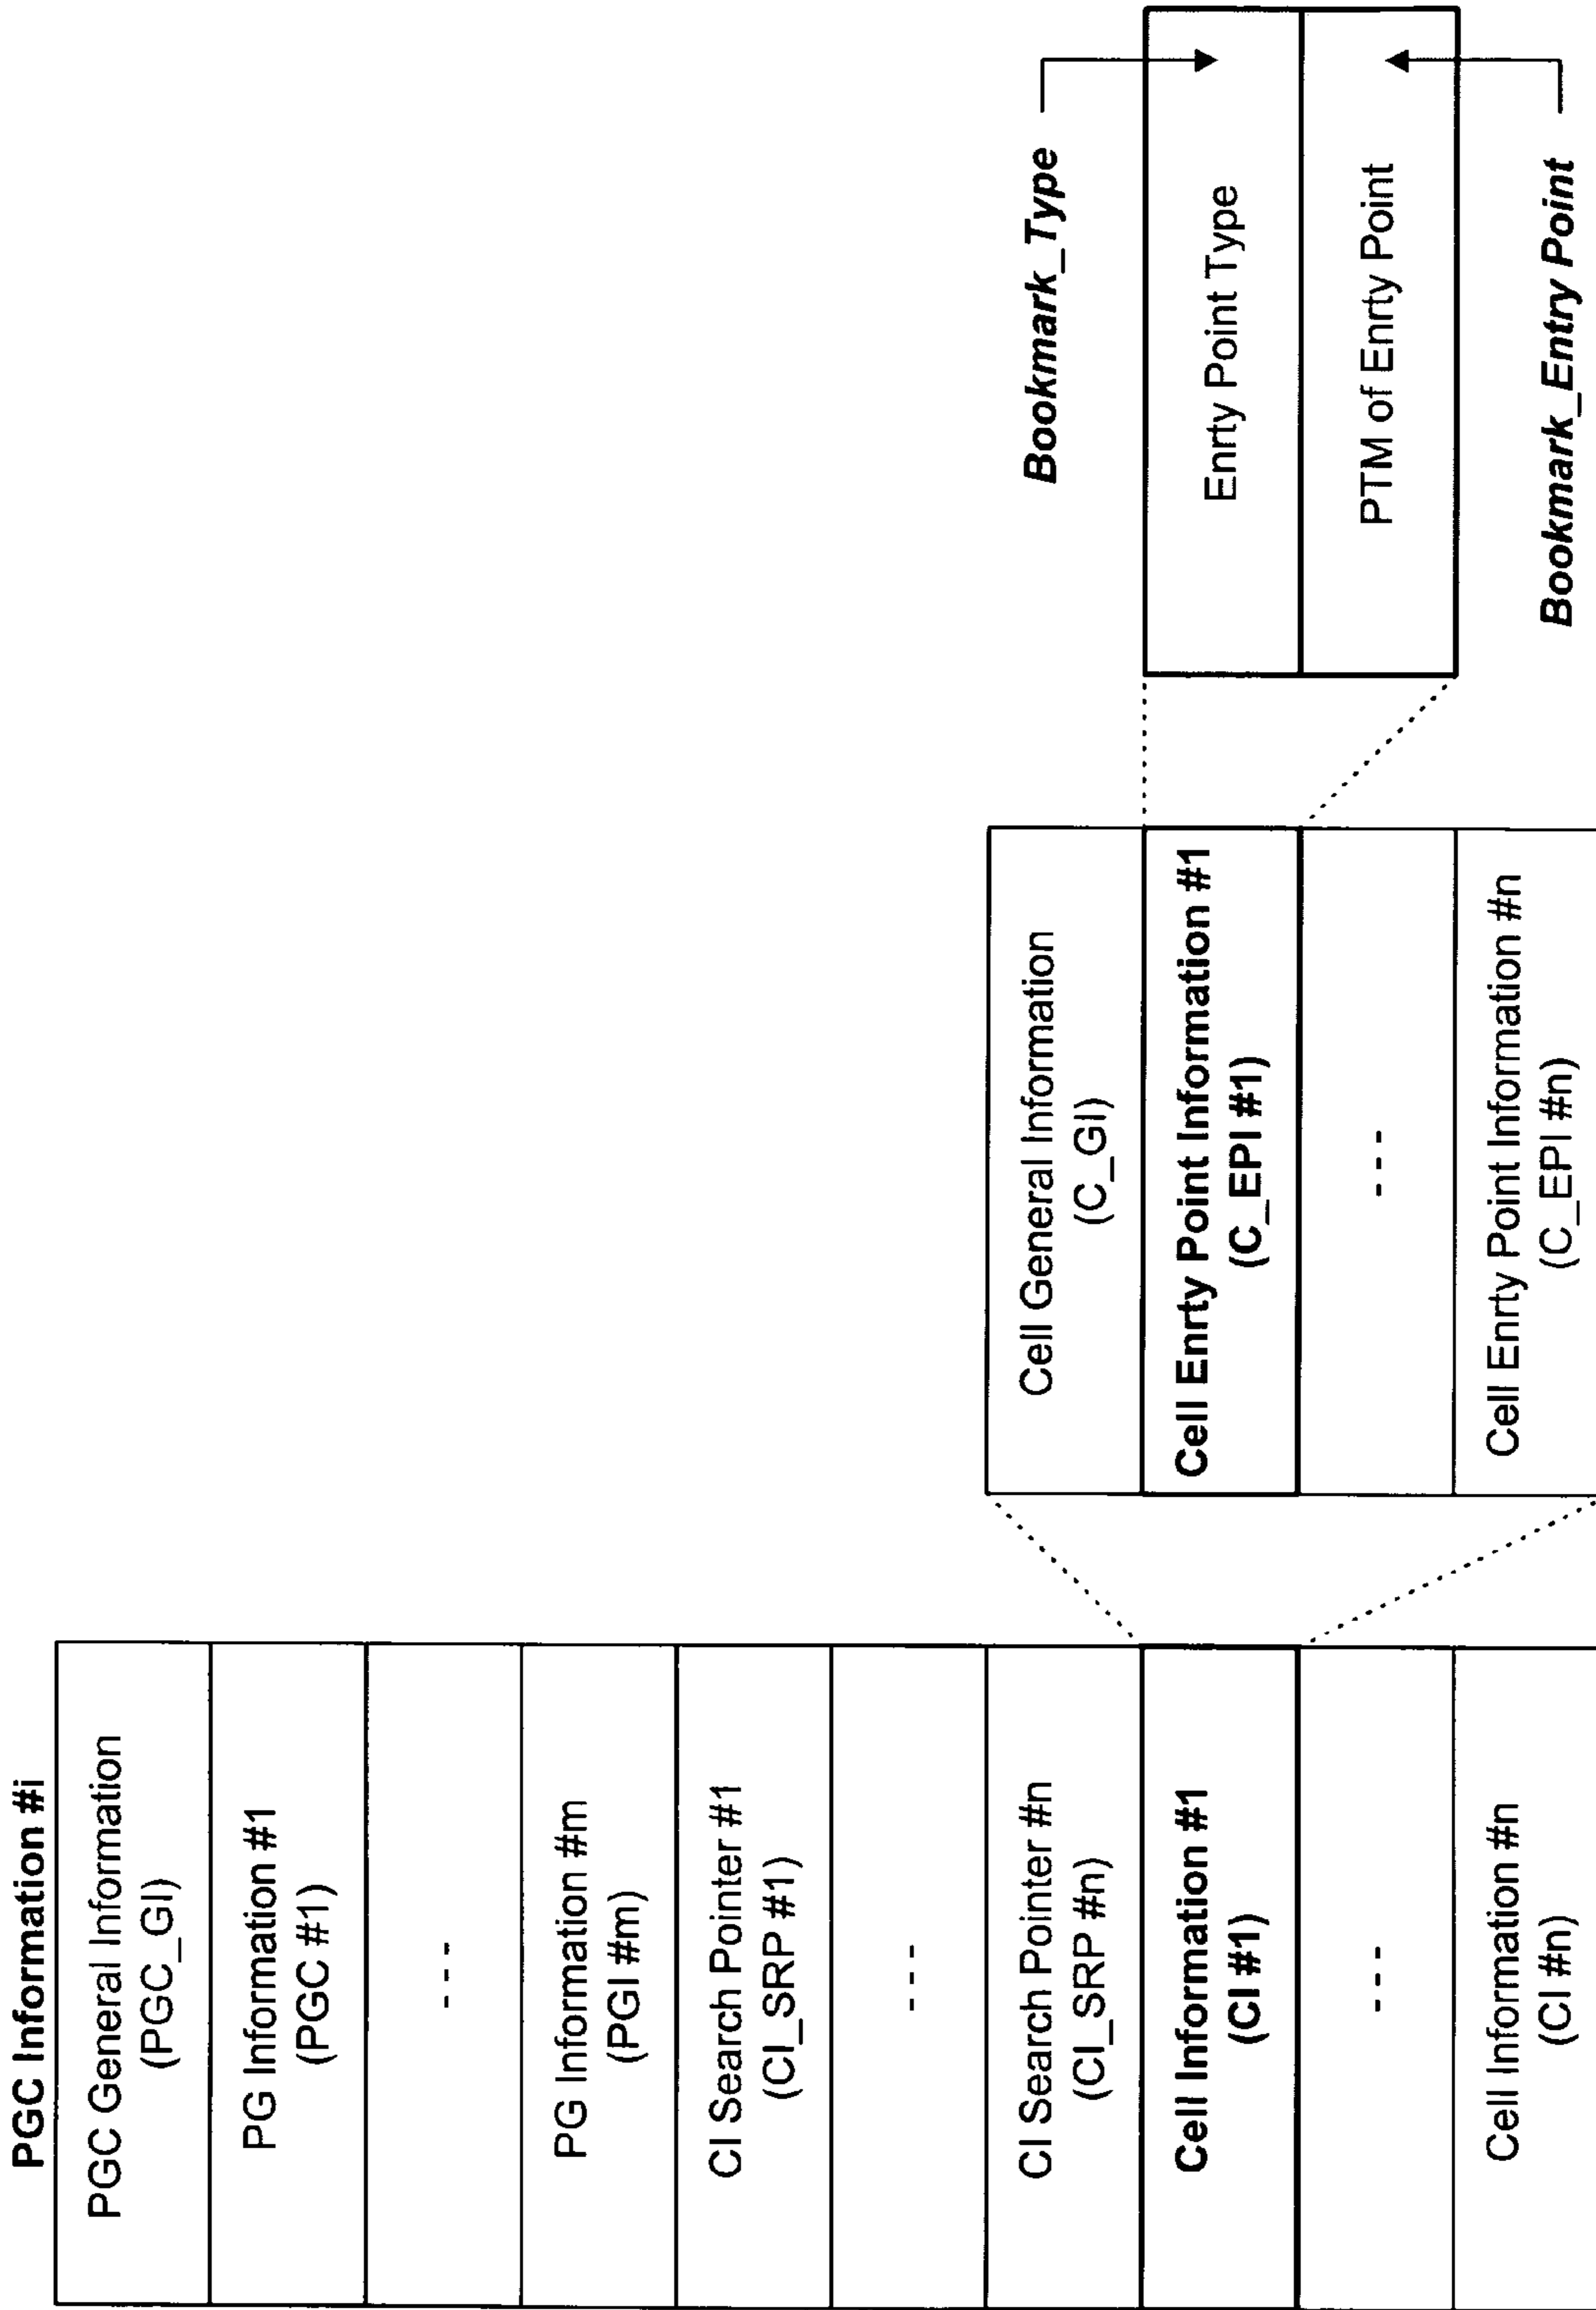 PGC Information #i
PGC General Information
(PGC_GI)
PG Information #1
(PGC #1)
- - -
PG Information #m
(PGI #m)
CI Search Pointer #1
(CI_SRP #1)
- - -
CI Search Pointer #n
(CI_SRP #n)
Cell Information #1
(CI #1)
- - -
Cell Information #n
(CI #n)
Cell General Information
(C_GI)
Cell Enrty Point Information #1
(C_EPI #1)
- - -
Cell Enrty Point Information #n
(C_EPI #n)
Bookmark_Type
Enrty Point Type
PTM of Enrty Point
Bookmark_Entry Point